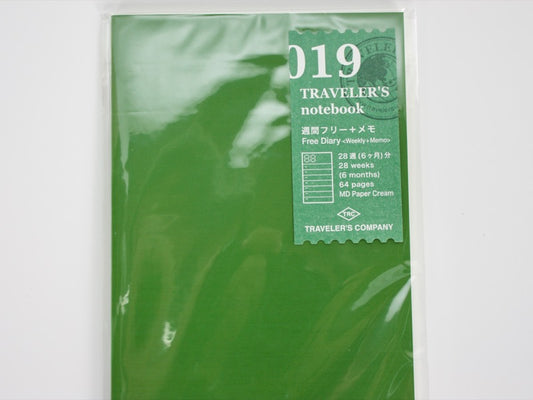 019
TRAVELER'S
notebook
週間フリー+メモ
Free Diary <Weekly+Memo>
88
28週(6ヶ月)分
28 weeks
(6 months)
64 pages
MD Paper Cream
TRC
TRAVELER'S COMPANY